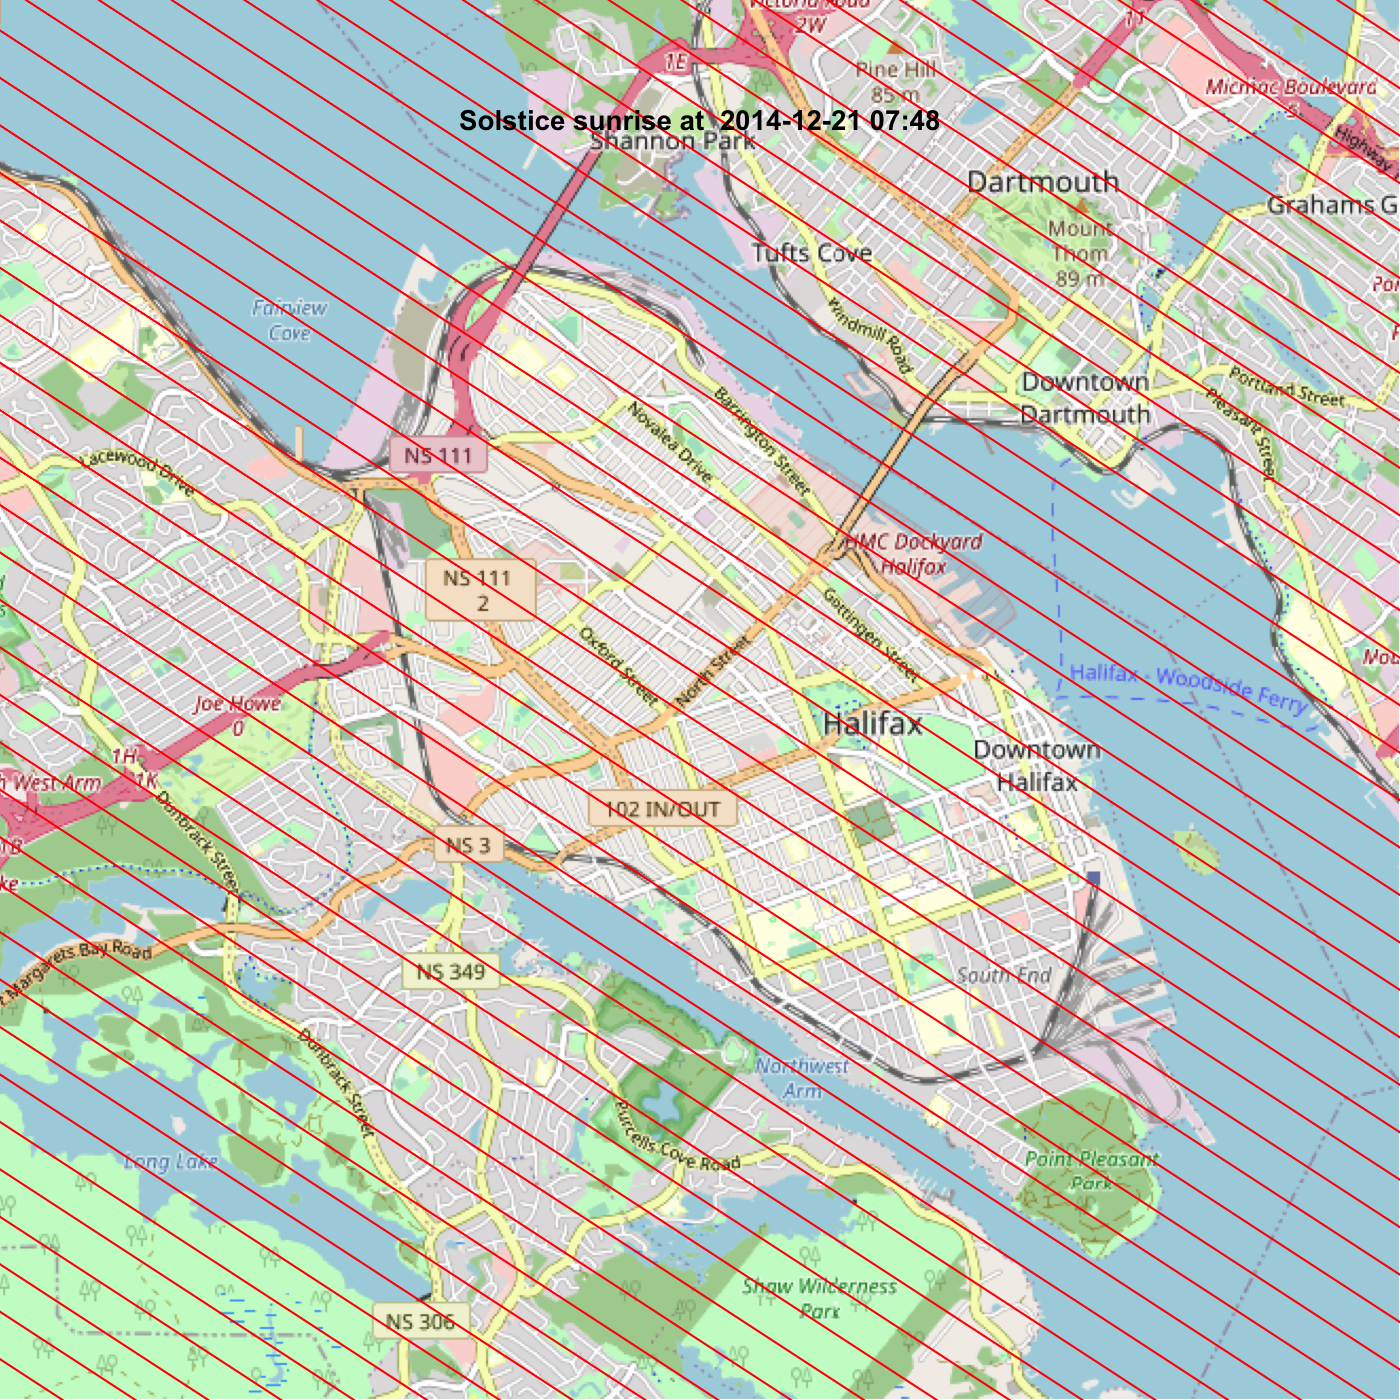 Victoria Road
2W
1E
1Y
Pine Hill
85 m
Micmac Boulevard
5
Solstice sunrise at  2014-12-21 07:48
Shannon Park
Highway
Dartmouth
Grahams G
Mount
Thom
89 m
Tufts Cove
Fairview
Cove
Windmill Road
Por
Downtown
Dartmouth
Portland Street
Pleasant Street
Barrington Street
Novalea Drive
NS 111
Lacewood Drive
HMC Dockyard
Halifax
NS 111
2
Gottingen Street
Oxford Street
North Street
Halifax - Woodside Ferry
Joe Howe
0
Halifax
Downtown
Halifax
1H
1K
h West Arm
102 IN/OUT
1B
NS 3
Dunbrack Street
ke
t Margarets Bay Road
NS 349
South End
Dunbrack Street
Northwest
Arm
Purcells Cove Road
Long Lake
Point Pleasant
Park
Shaw Wilderness
Park
NS 306